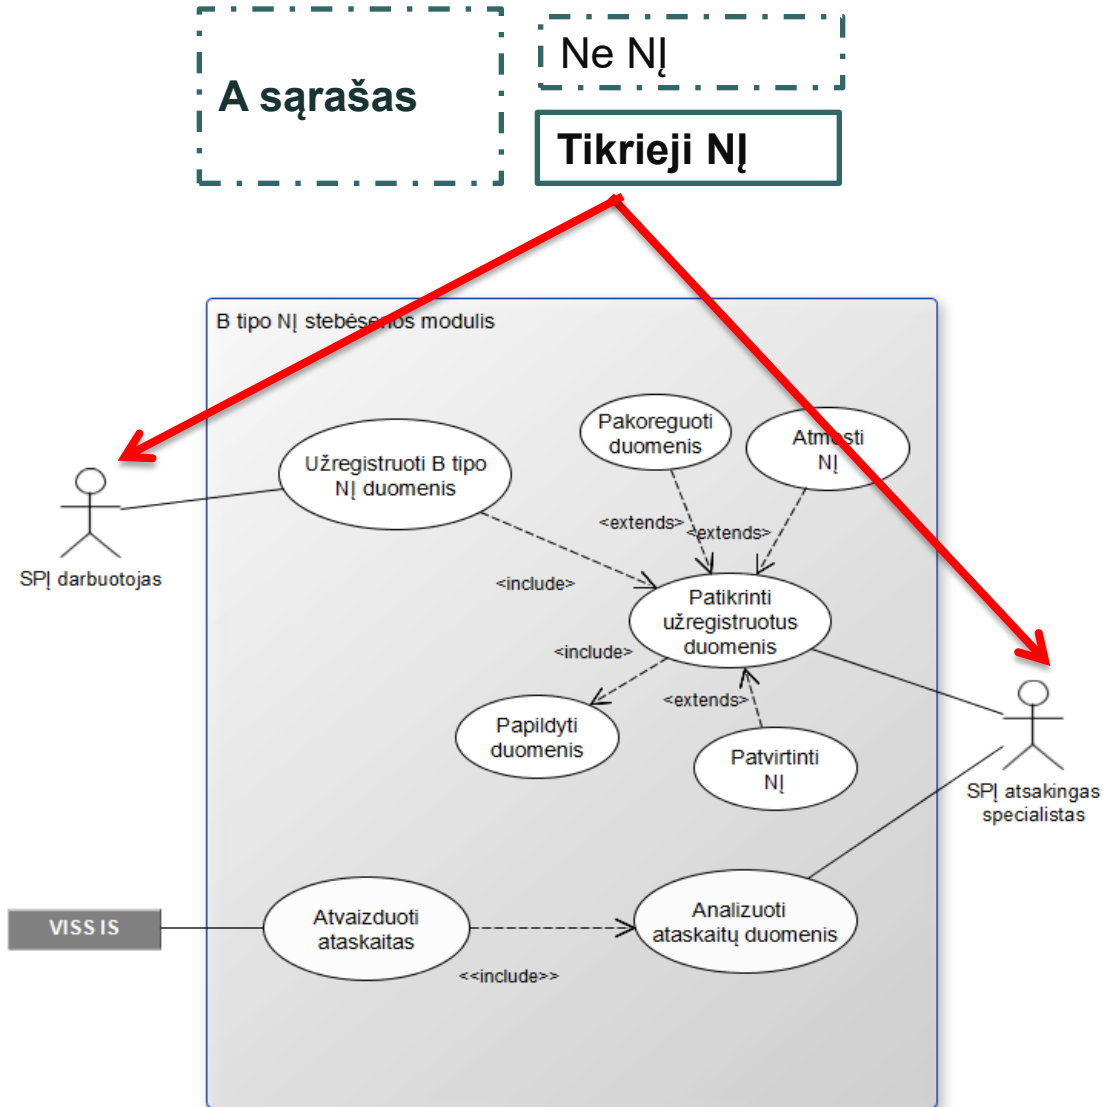 A sąrašas
Ne NĮ
Tikrieji NĮ
B tipo NĮ stebėsenos modulis
Užregistruoti B tipo
NĮ duomenis
Pakoreguoti
duomenis
Atmesti
NĮ
<extends>
<extends>
SPĮ darbuotojas
<include>
Patikrinti
užregistruotus
duomenis
<include>
<extends>
Papildyti
duomenis
Patvirtinti
NĮ
SPĮ atsakingas
specialistas
VISS IS
Atvaizduoti
ataskaitas
Analizuoti
ataskaitų duomenis
<<include>>